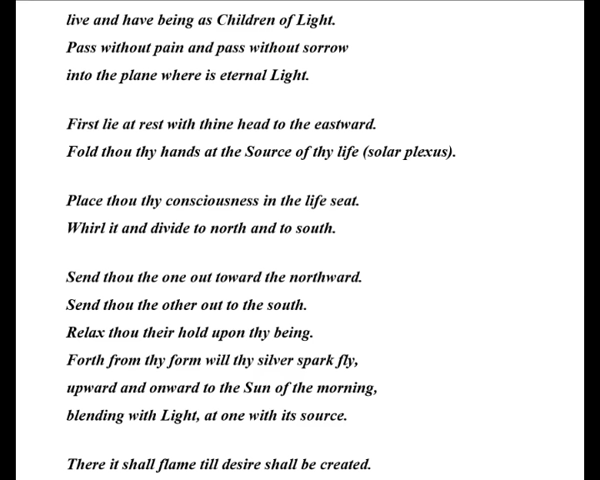 live and have being as Children of Light.
Pass without pain and pass without sorrow
into the plane where is eternal Light.
First lie at rest with thine head to the eastward.
Fold thou thy hands at the Source of thy life (solar plexus).
Place thou thy consciousness in the life seat.
Whirl it and divide to north and to south.
Send thou the one out toward the northward.
Send thou the other out to the south.
Relax thou their hold upon thy being.
Forth from thy form will thy silver spark fly,
upward and onward to the Sun of the morning,
blending with Light, at one with its source.
There it shall flame till desire shall be created.